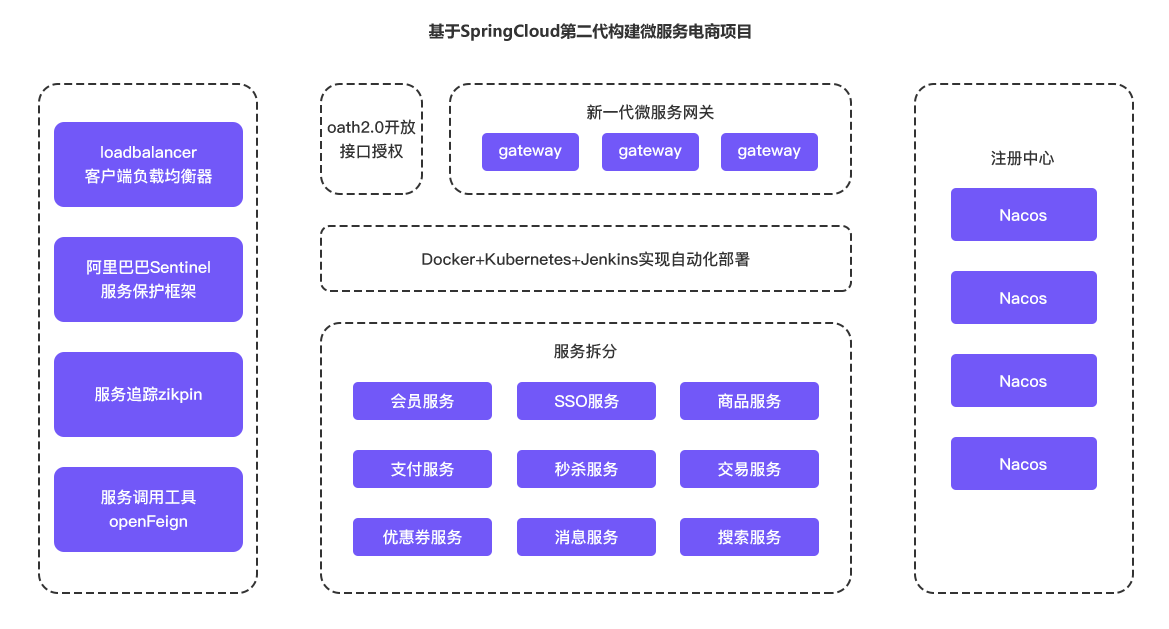 基于SpringCloud第二代构建微服务电商项目
loadbalancer
客户端负载均衡器
阿里巴巴Sentinel
服务保护框架
服务追踪zikpin
服务调用工具
openFeign
oath2.0开放
接口授权
新一代微服务网关
gateway
gateway
gateway
Docker+Kubernetes+Jenkins实现自动化部署
服务拆分
会员服务
SSO服务
商品服务
支付服务
秒杀服务
交易服务
优惠券服务
消息服务
搜索服务
注册中心
Nacos
Nacos
Nacos
Nacos